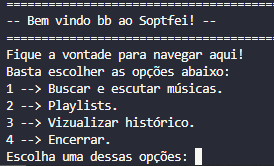 ==========================================
-- Bem vindo bb ao Soptfei! --
==========================================
Fique a vontade para navegar aqui!
Basta escolher as opções abaixo:
1 --> Buscar e escutar músicas.
2 --> Playlists.
3 --> Vizualizar histórico.
4 --> Encerrar.
Escolha uma dessas opções: